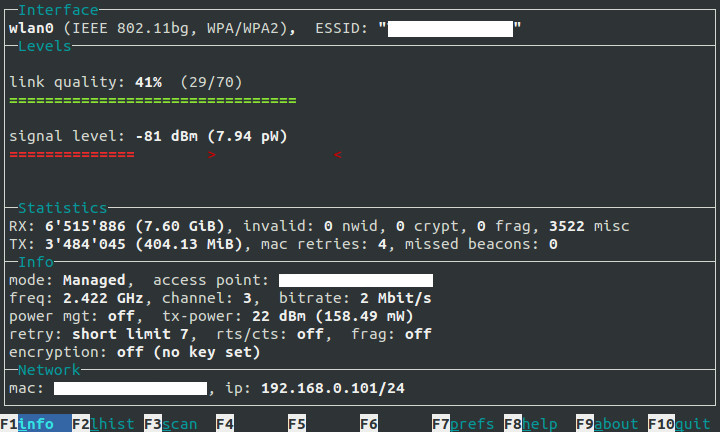 Interface
wlan0 (IEEE 802.11bg, WPA/WPA2),  ESSID: "            "
Levels
link quality: 41%  (29/70)
================================
signal level: -81 dBm (7.94 pW)
==============        >             <
Statistics
RX: 6'515'886 (7.60 GiB), invalid: 0 nwid, 0 crypt, 0 frag, 3522 misc
TX: 3'484'045 (404.13 MiB), mac retries: 4, missed beacons: 0
Info
mode: Managed,  access point:
freq: 2.422 GHz, channel: 3,  bitrate: 2 Mbit/s
power mgt: off,  tx-power: 22 dBm (158.49 mW)
retry: short limit 7,  rts/cts: off,  frag: off
encryption: off (no key set)
Network
mac:                  , ip: 192.168.0.101/24
F1info  F2lhist F3scan  F4      F5      F6      F7prefs F8help  F9about F10quit